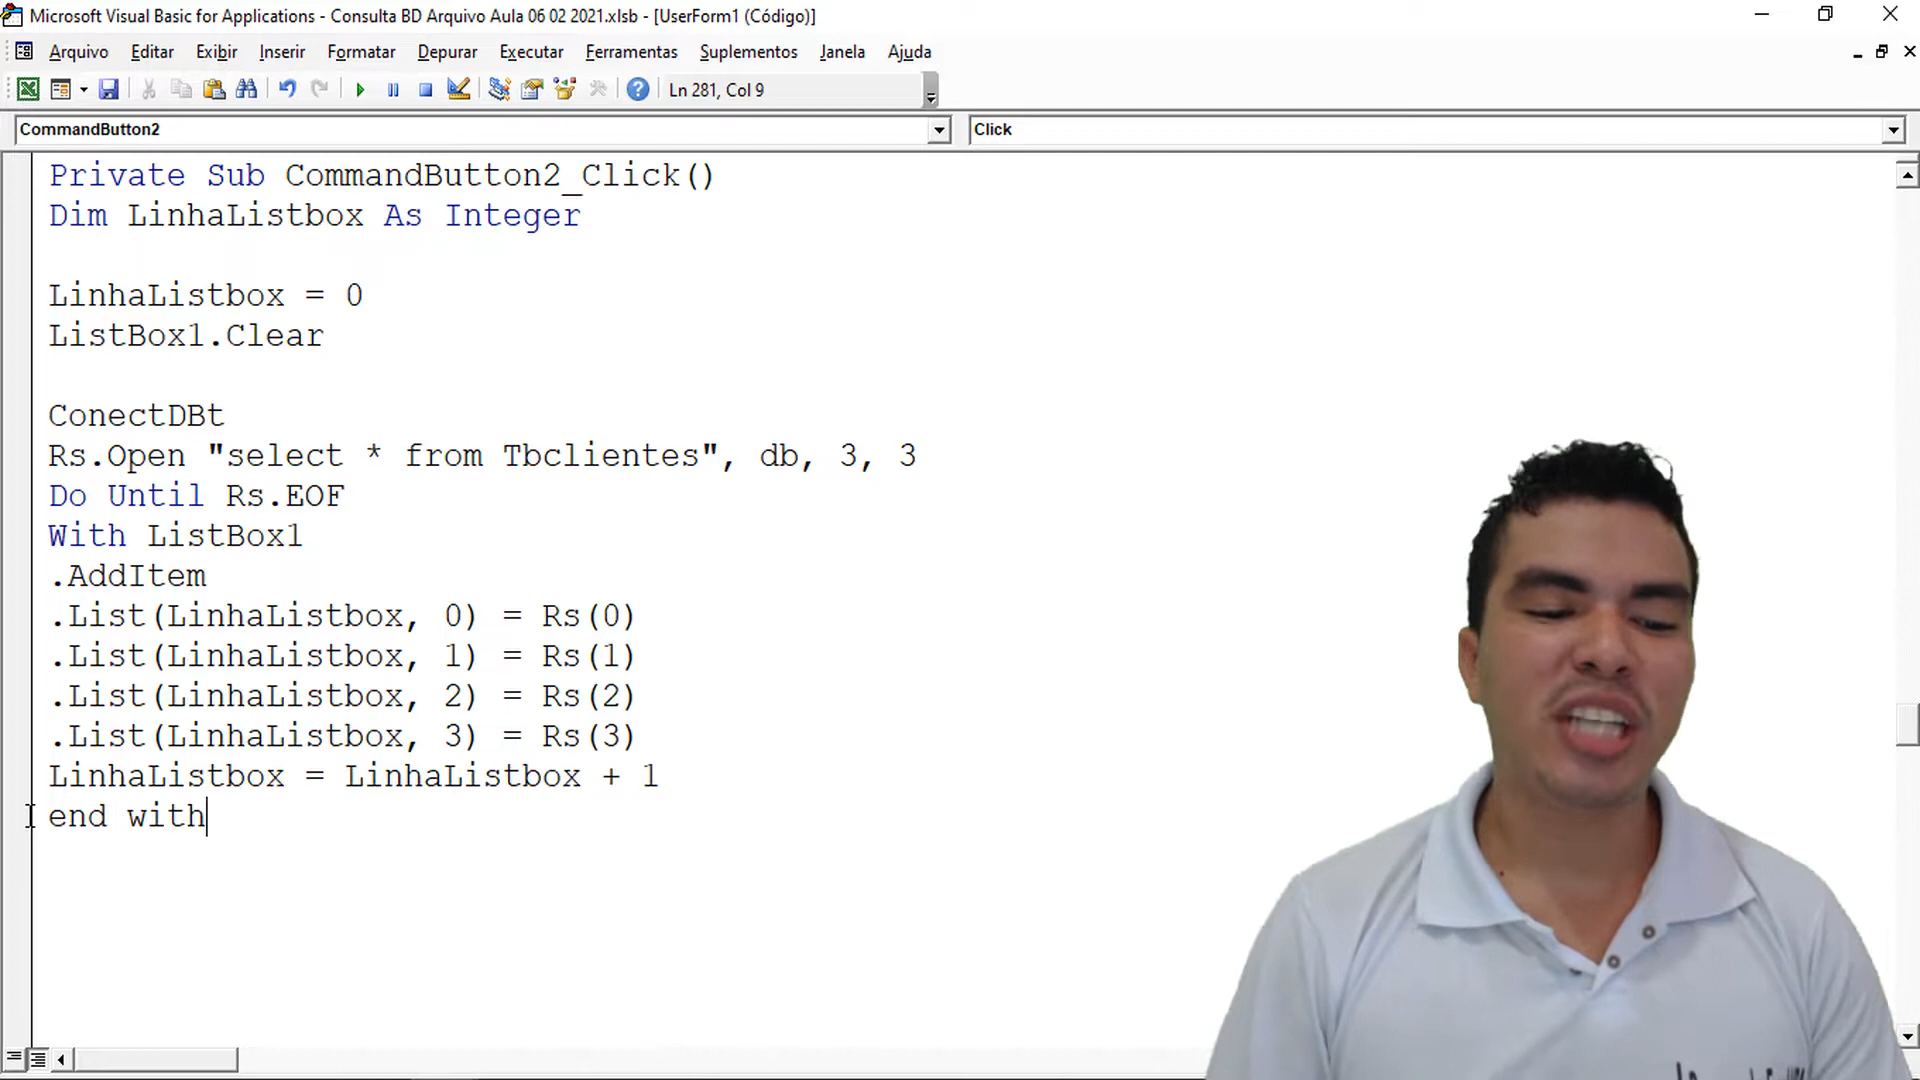 Microsoft Visual Basic for Applications - Consulta BD Arquivo Aula 06 02 2021.xlsb - [UserForm1 (Código)]
Arquivo Editar Exibir Inserir Formatar Depurar Executar Ferramentas Suplementos Janela Ajuda
Ln 281, Col 9
CommandButton2 Click
Private Sub CommandButton2_Click()
Dim LinhaListbox As Integer
LinhaListbox = 0
ListBox1.Clear
ConectDBt
Rs.Open "select * from Tbclientes", db, 3, 3
Do Until Rs.EOF
With ListBox1
.AddItem
.List(LinhaListbox, 0) = Rs(0)
.List(LinhaListbox, 1) = Rs(1)
.List(LinhaListbox, 2) = Rs(2)
.List(LinhaListbox, 3) = Rs(3)
LinhaListbox = LinhaListbox + 1
end with